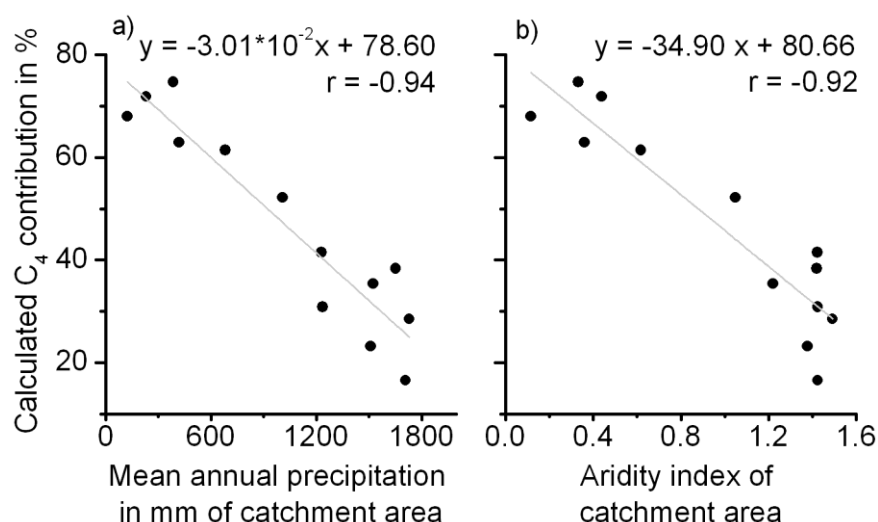 a)
y = -3.01*10⁻²x + 78.60
r = -0.94
Calculated C₄ contribution in %
80
60
40
20
0 600 1200 1800
Mean annual precipitation
in mm of catchment area
b)
y = -34.90 x + 80.66
r = -0.92
0.0 0.4 0.8 1.2 1.6
Aridity index of
catchment area